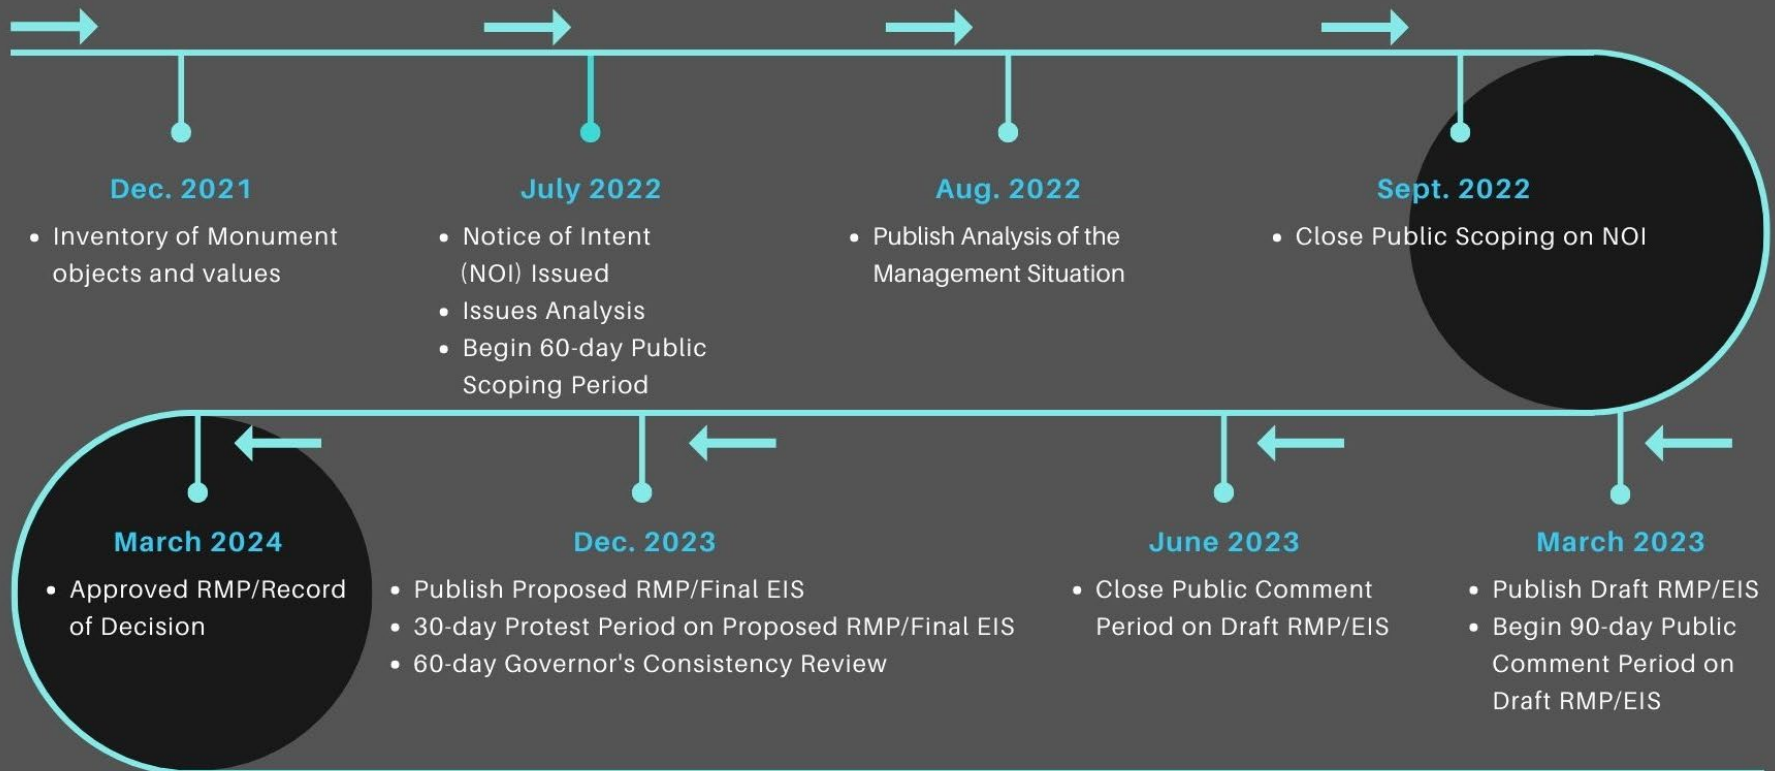 Dec. 2021
• Inventory of Monument
objects and values
July 2022
• Notice of Intent
(NOI) Issued
• Issues Analysis
• Begin 60-day Public
Scoping Period
Aug. 2022
• Publish Analysis of the
Management Situation
Sept. 2022
• Close Public Scoping on NOI
March 2024
• Approved RMP/Record
of Decision
Dec. 2023
• Publish Proposed RMP/Final EIS
• 30-day Protest Period on Proposed RMP/Final EIS
• 60-day Governor's Consistency Review
June 2023
• Close Public Comment
Period on Draft RMP/EIS
March 2023
• Publish Draft RMP/EIS
• Begin 90-day Public
Comment Period on
Draft RMP/EIS